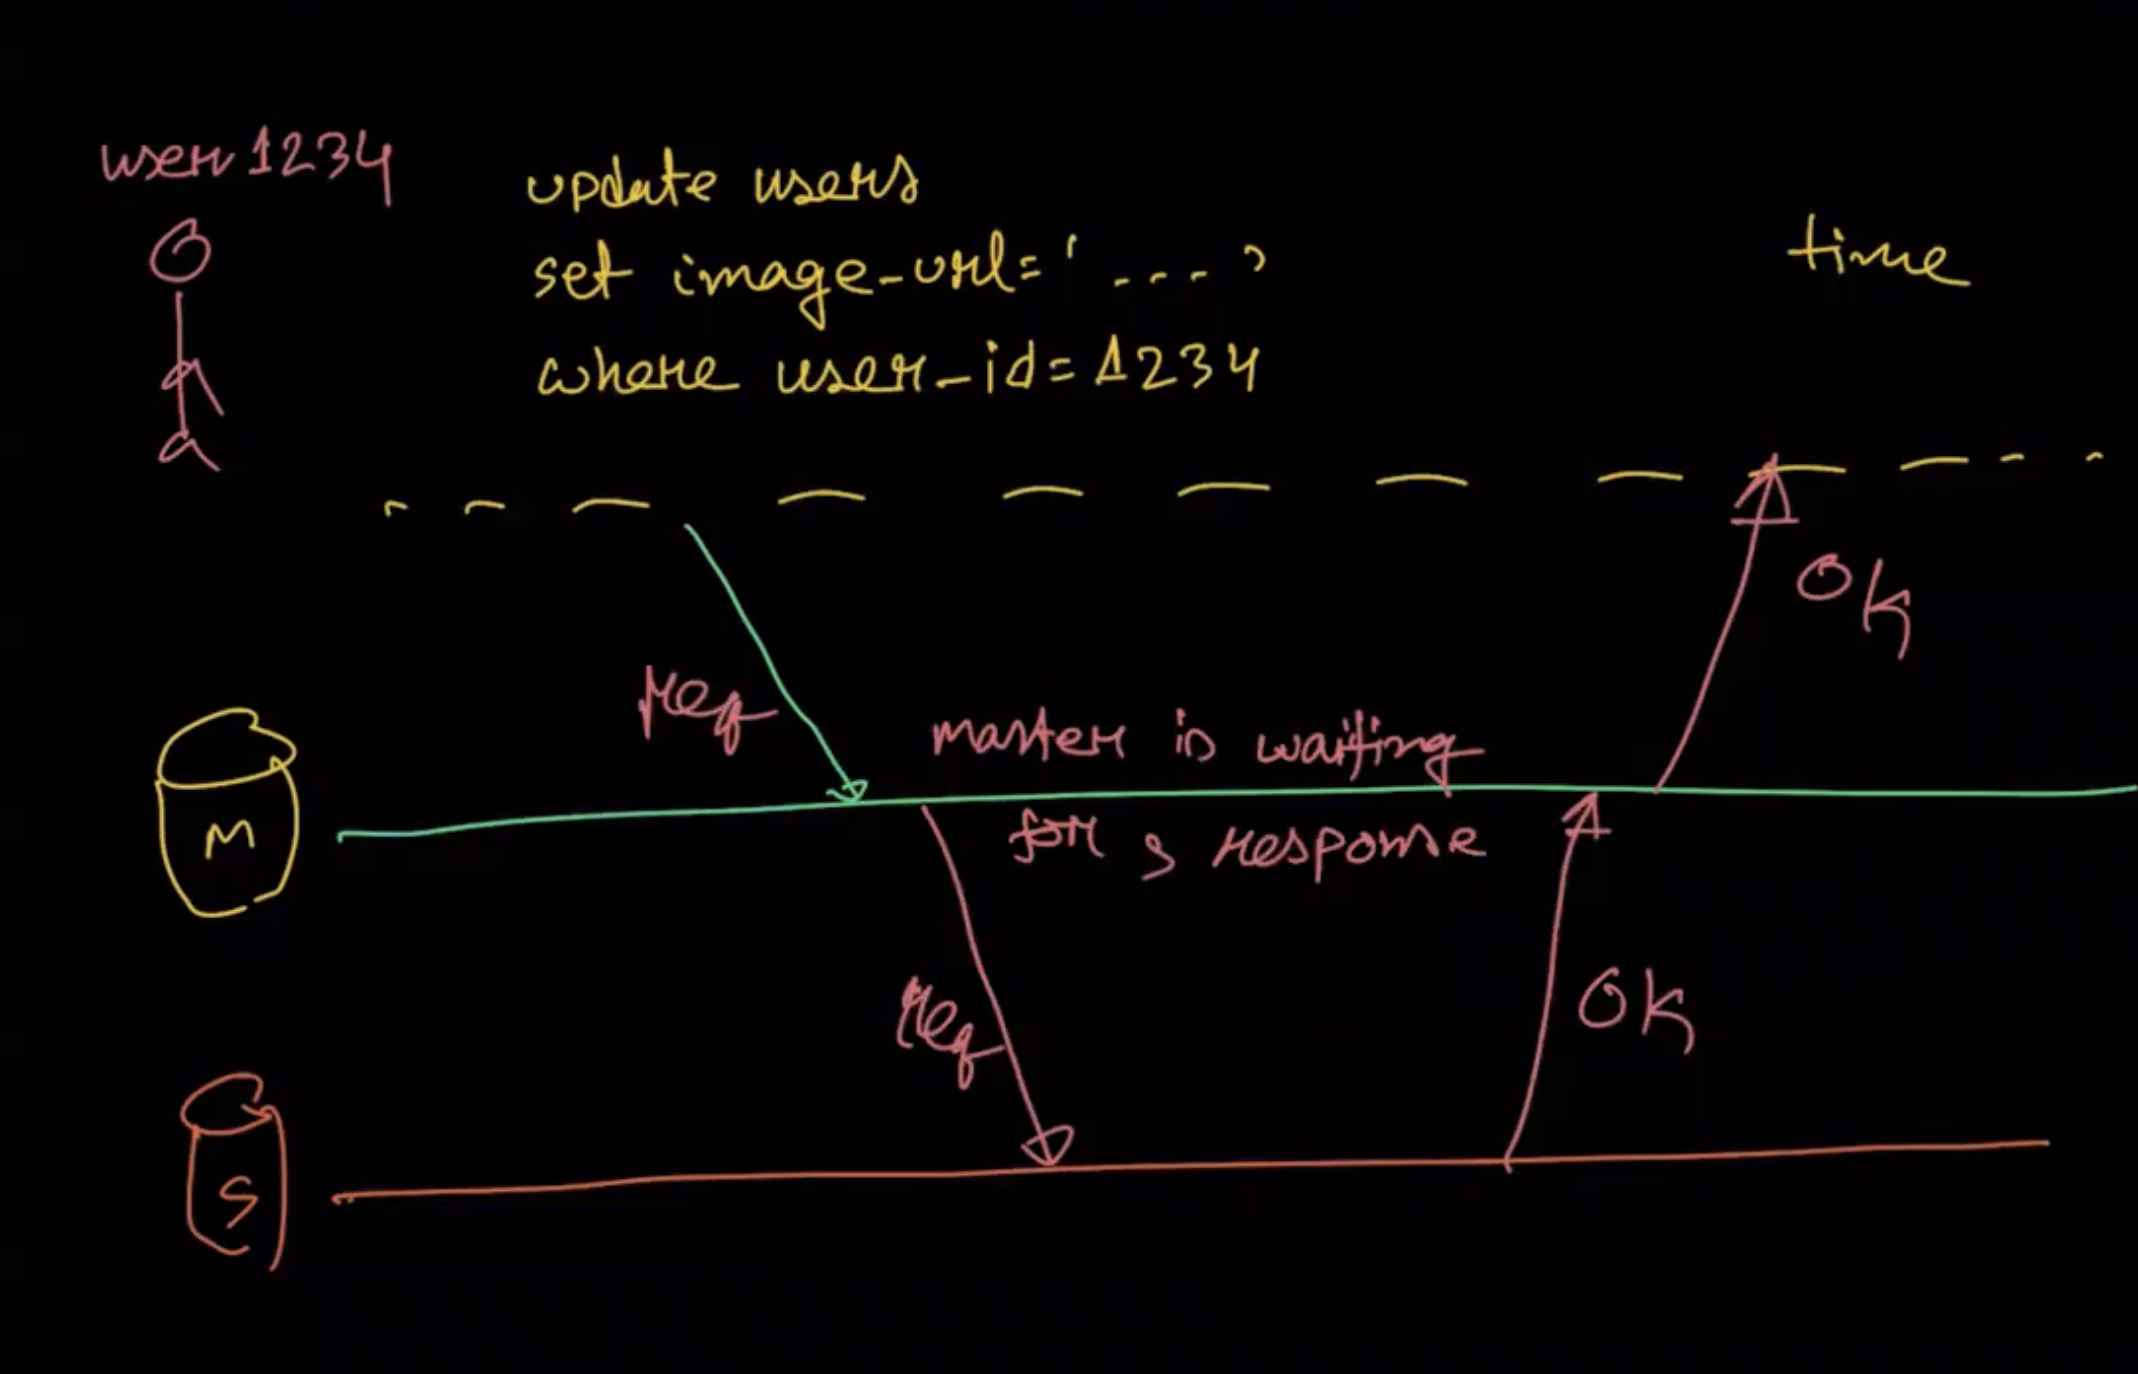 user 1234
update users
set image-url='....'
where user-id=1234
time
req
OK
master is waiting
for S response
M
req
OK
S